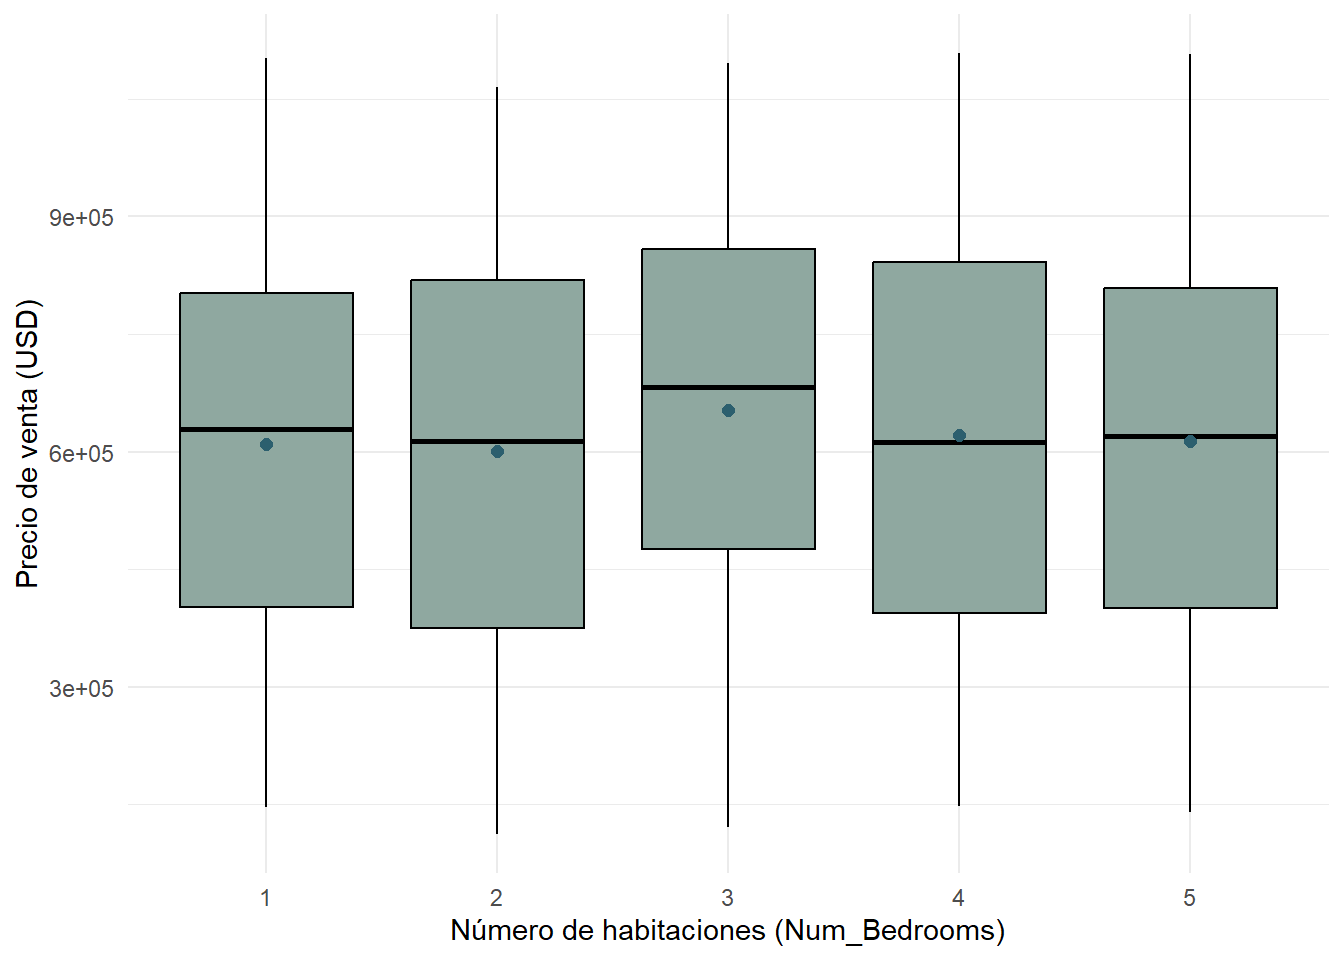 Precio de venta (USD)
9e+05
6e+05
3e+05
1 2 3 4 5
Número de habitaciones (Num_Bedrooms)